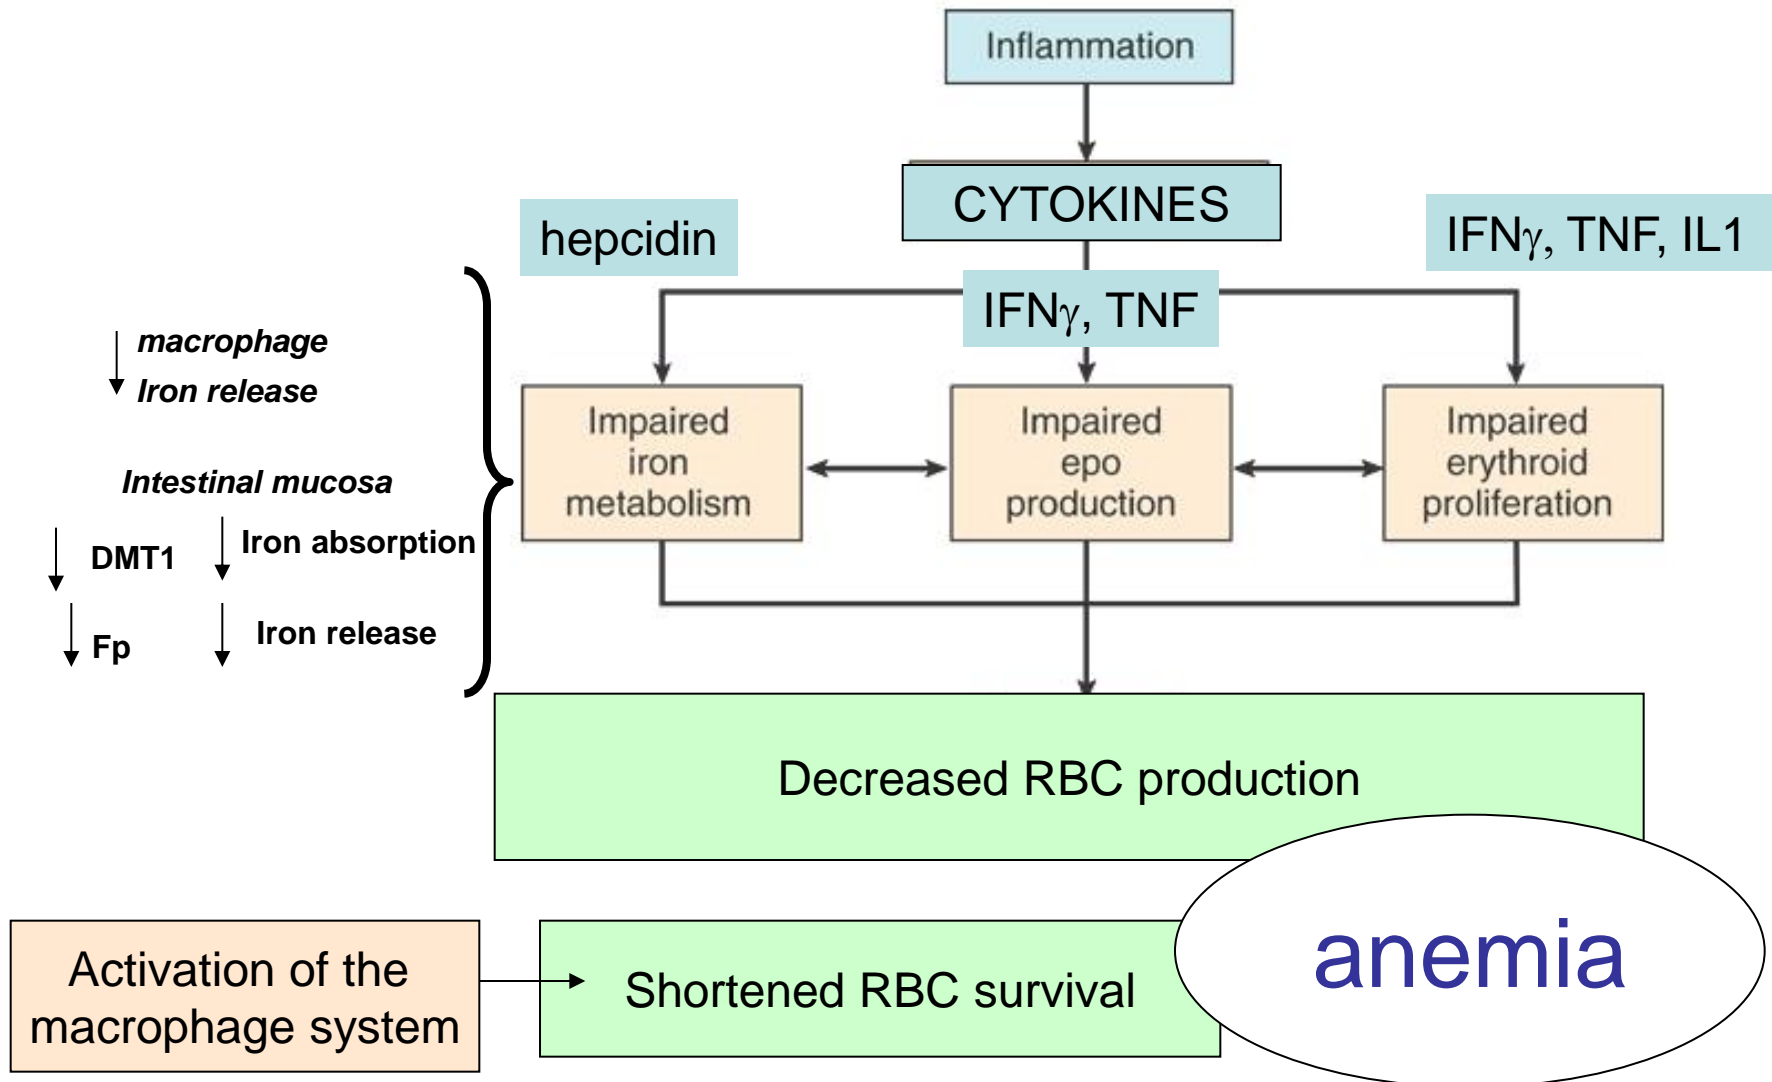 Inflammation
CYTOKINES
hepcidin
IFNγ, TNF, IL1
IFNγ, TNF
macrophage
Iron release
Intestinal mucosa
DMT1
Iron absorption
Fp
Iron release
Impaired
iron
metabolism
Impaired
epo
production
Impaired
erythroid
proliferation
Decreased RBC production
anemia
Activation of the
macrophage system
Shortened RBC survival